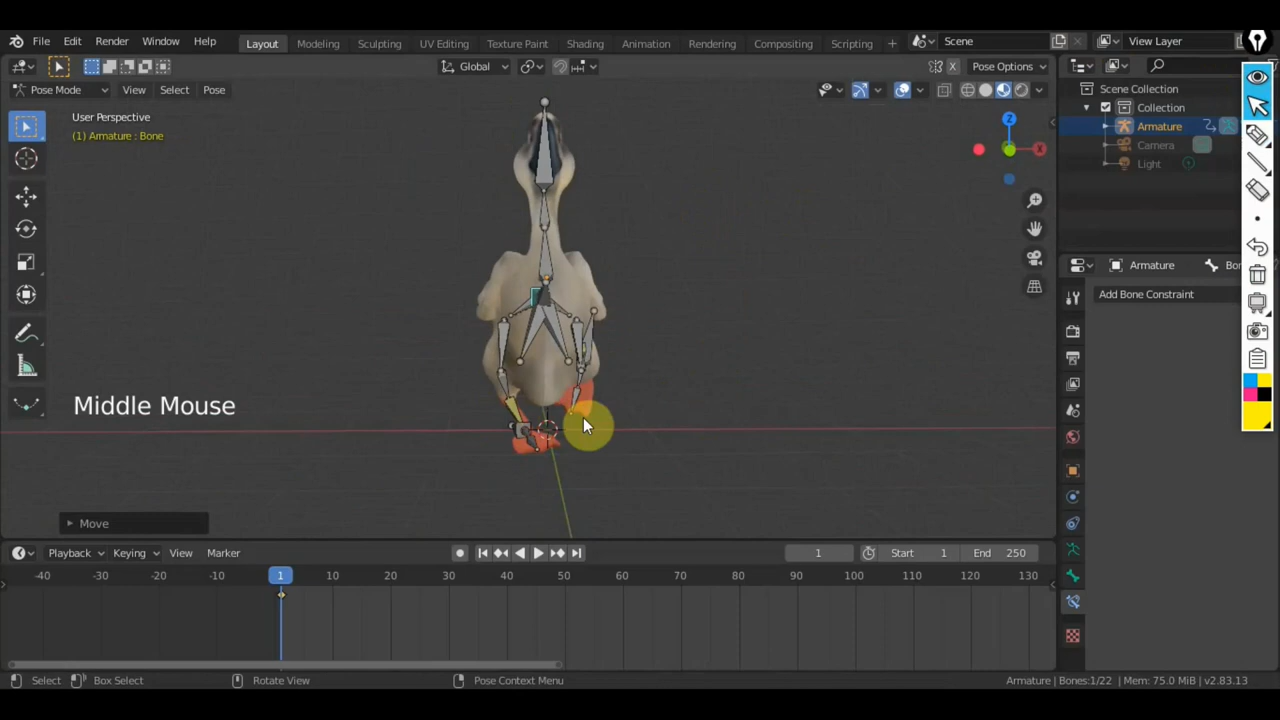 File Edit Render Window Help
Layout Modeling Sculpting UV Editing Texture Paint Shading Animation Rendering Compositing Scripting
Scene
View Layer
Global
Pose Options
Pose Mode View Select Pose
User Perspective
(1) Armature : Bone
Z
X
Scene Collection
Collection
Armature
Camera
Light
Armature
Add Bone Constraint
Middle Mouse
Move
Playback Keying View Marker
1
Start 1
End 250
-40 -30 -20 -10 1 10 20 30 40 50 60 70 80 90 100 110 120 130
Select Box Select Rotate View Pose Context Menu
Armature | Bones:1/22 | Mem: 75.0 MiB | v2.83.13